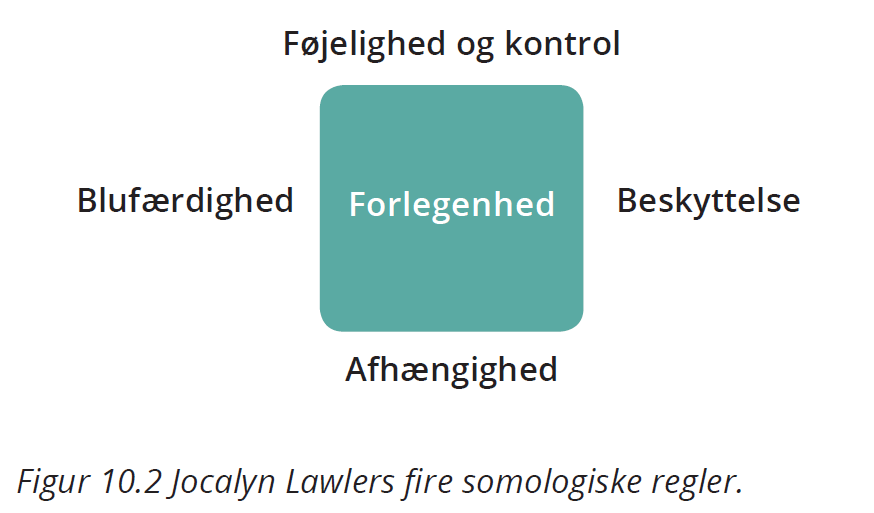 Føjelighed og kontrol
Blufærdighed
Forlegenhed
Beskyttelse
Afhængighed
Figur 10.2 Jocalyn Lawlers fire somologiske regler.